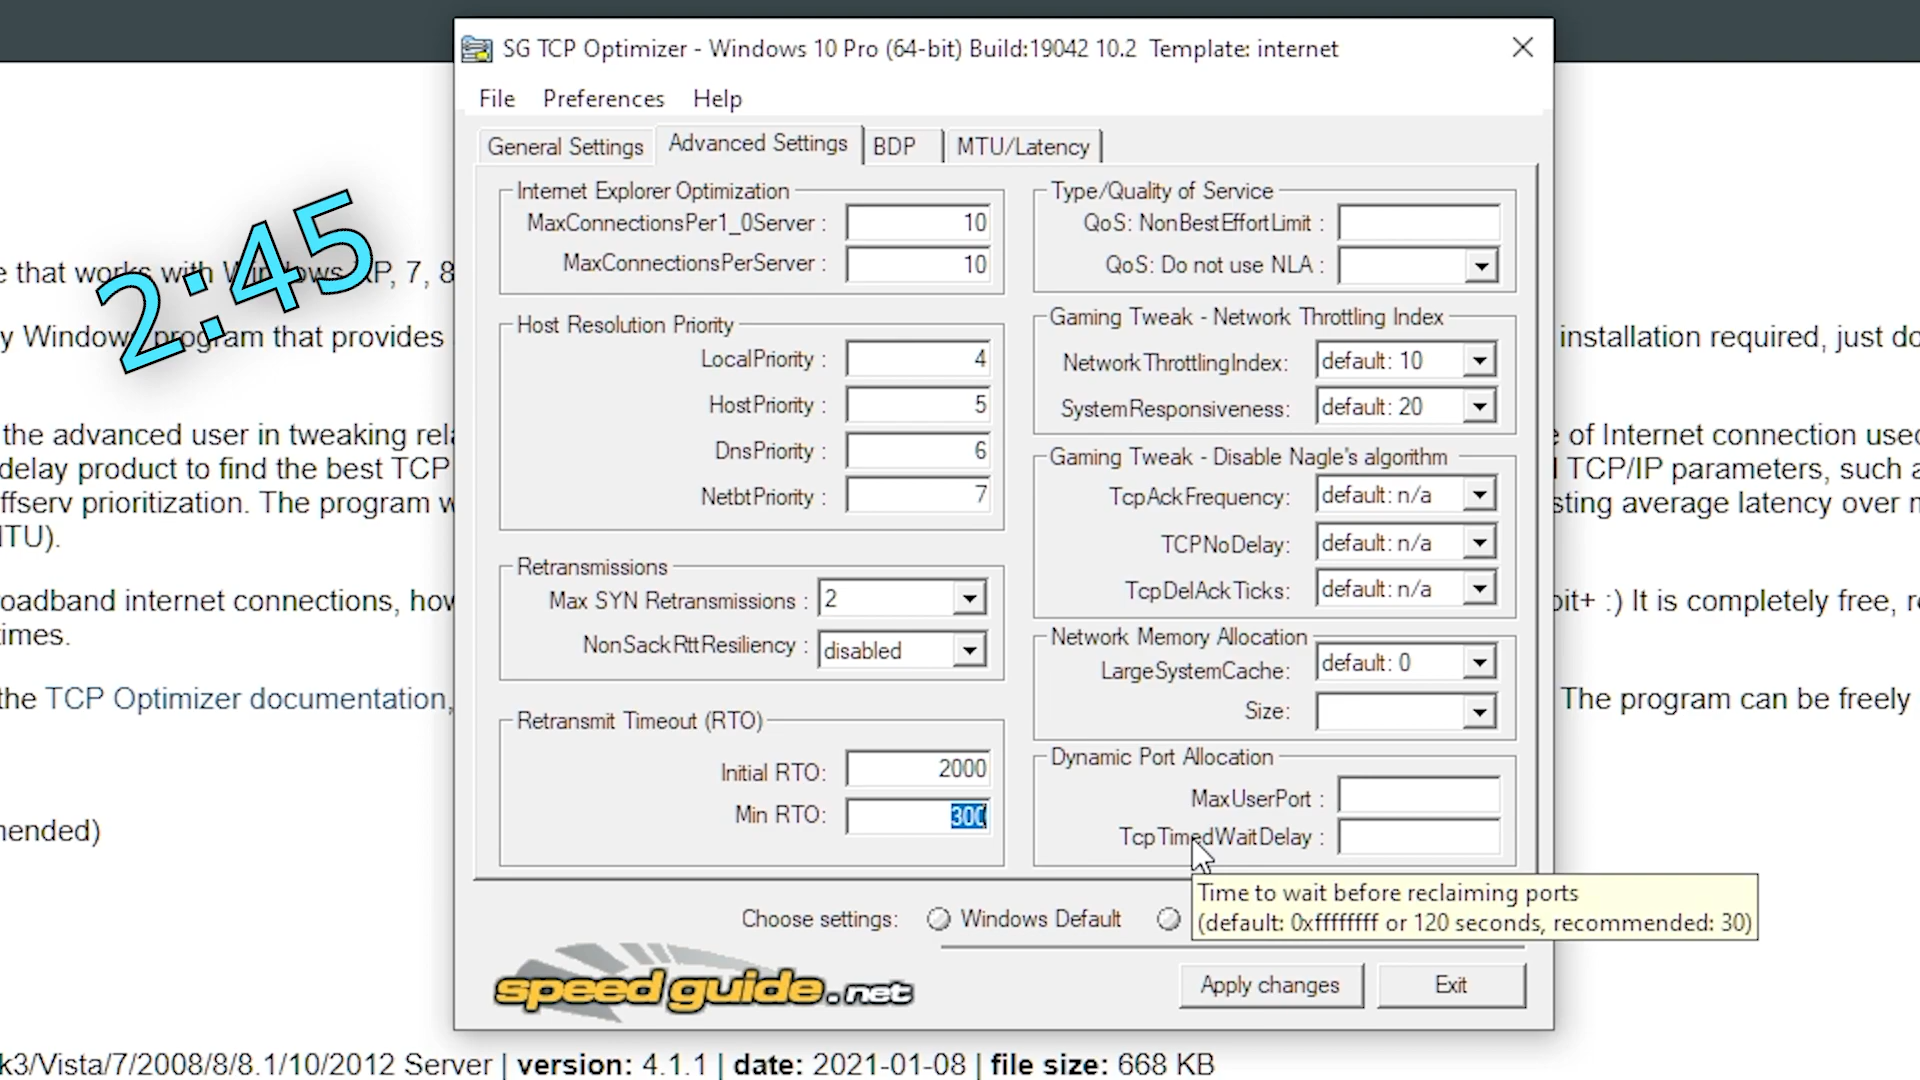 SG TCP Optimizer - Windows 10 Pro (64-bit) Build:19042 10.2 Template: internet
File Preferences Help
General Settings Advanced Settings BDP MTU/Latency
Internet Explorer Optimization
MaxConnectionsPer1_0Server : 10
MaxConnectionsPerServer : 10
Host Resolution Priority
LocalPriority : 4
HostPriority : 5
DnsPriority : 6
NetbtPriority : 7
Retransmissions
Max SYN Retransmissions : 2
NonSackRttResiliency : disabled
Retransmit Timeout (RTO)
Initial RTO: 2000
Min RTO: 300
Type/Quality of Service
QoS: NonBestEffortLimit :
QoS: Do not use NLA :
Gaming Tweak - Network Throttling Index
NetworkThrottlingIndex: default: 10
SystemResponsiveness: default: 20
Gaming Tweak - Disable Nagle's algorithm
TcpAckFrequency: default: n/a
TCPNoDelay: default: n/a
TcpDelAckTicks: default: n/a
Network Memory Allocation
LargeSystemCache: default: 0
Size:
Dynamic Port Allocation
MaxUserPort :
TcpTimedWaitDelay :
Time to wait before reclaiming ports
(default: 0xffffffff or 120 seconds, recommended: 30)
Choose settings: Windows Default
speedguide.net
Apply changes Exit
2:45
e that works with Windows XP, 7, 8
y Windows program that provides
installation required, just do
the advanced user in tweaking rela
e of Internet connection used
delay product to find the best TCP
TCP/IP parameters, such a
ffserv prioritization. The program w
sting average latency over m
MTU).
oadband internet connections, how
bit+ :) It is completely free, re
times.
the TCP Optimizer documentation,
The program can be freely
mended)
k3/Vista/7/2008/8/8.1/10/2012 Server | version: 4.1.1 | date: 2021-01-08 | file size: 668 KB